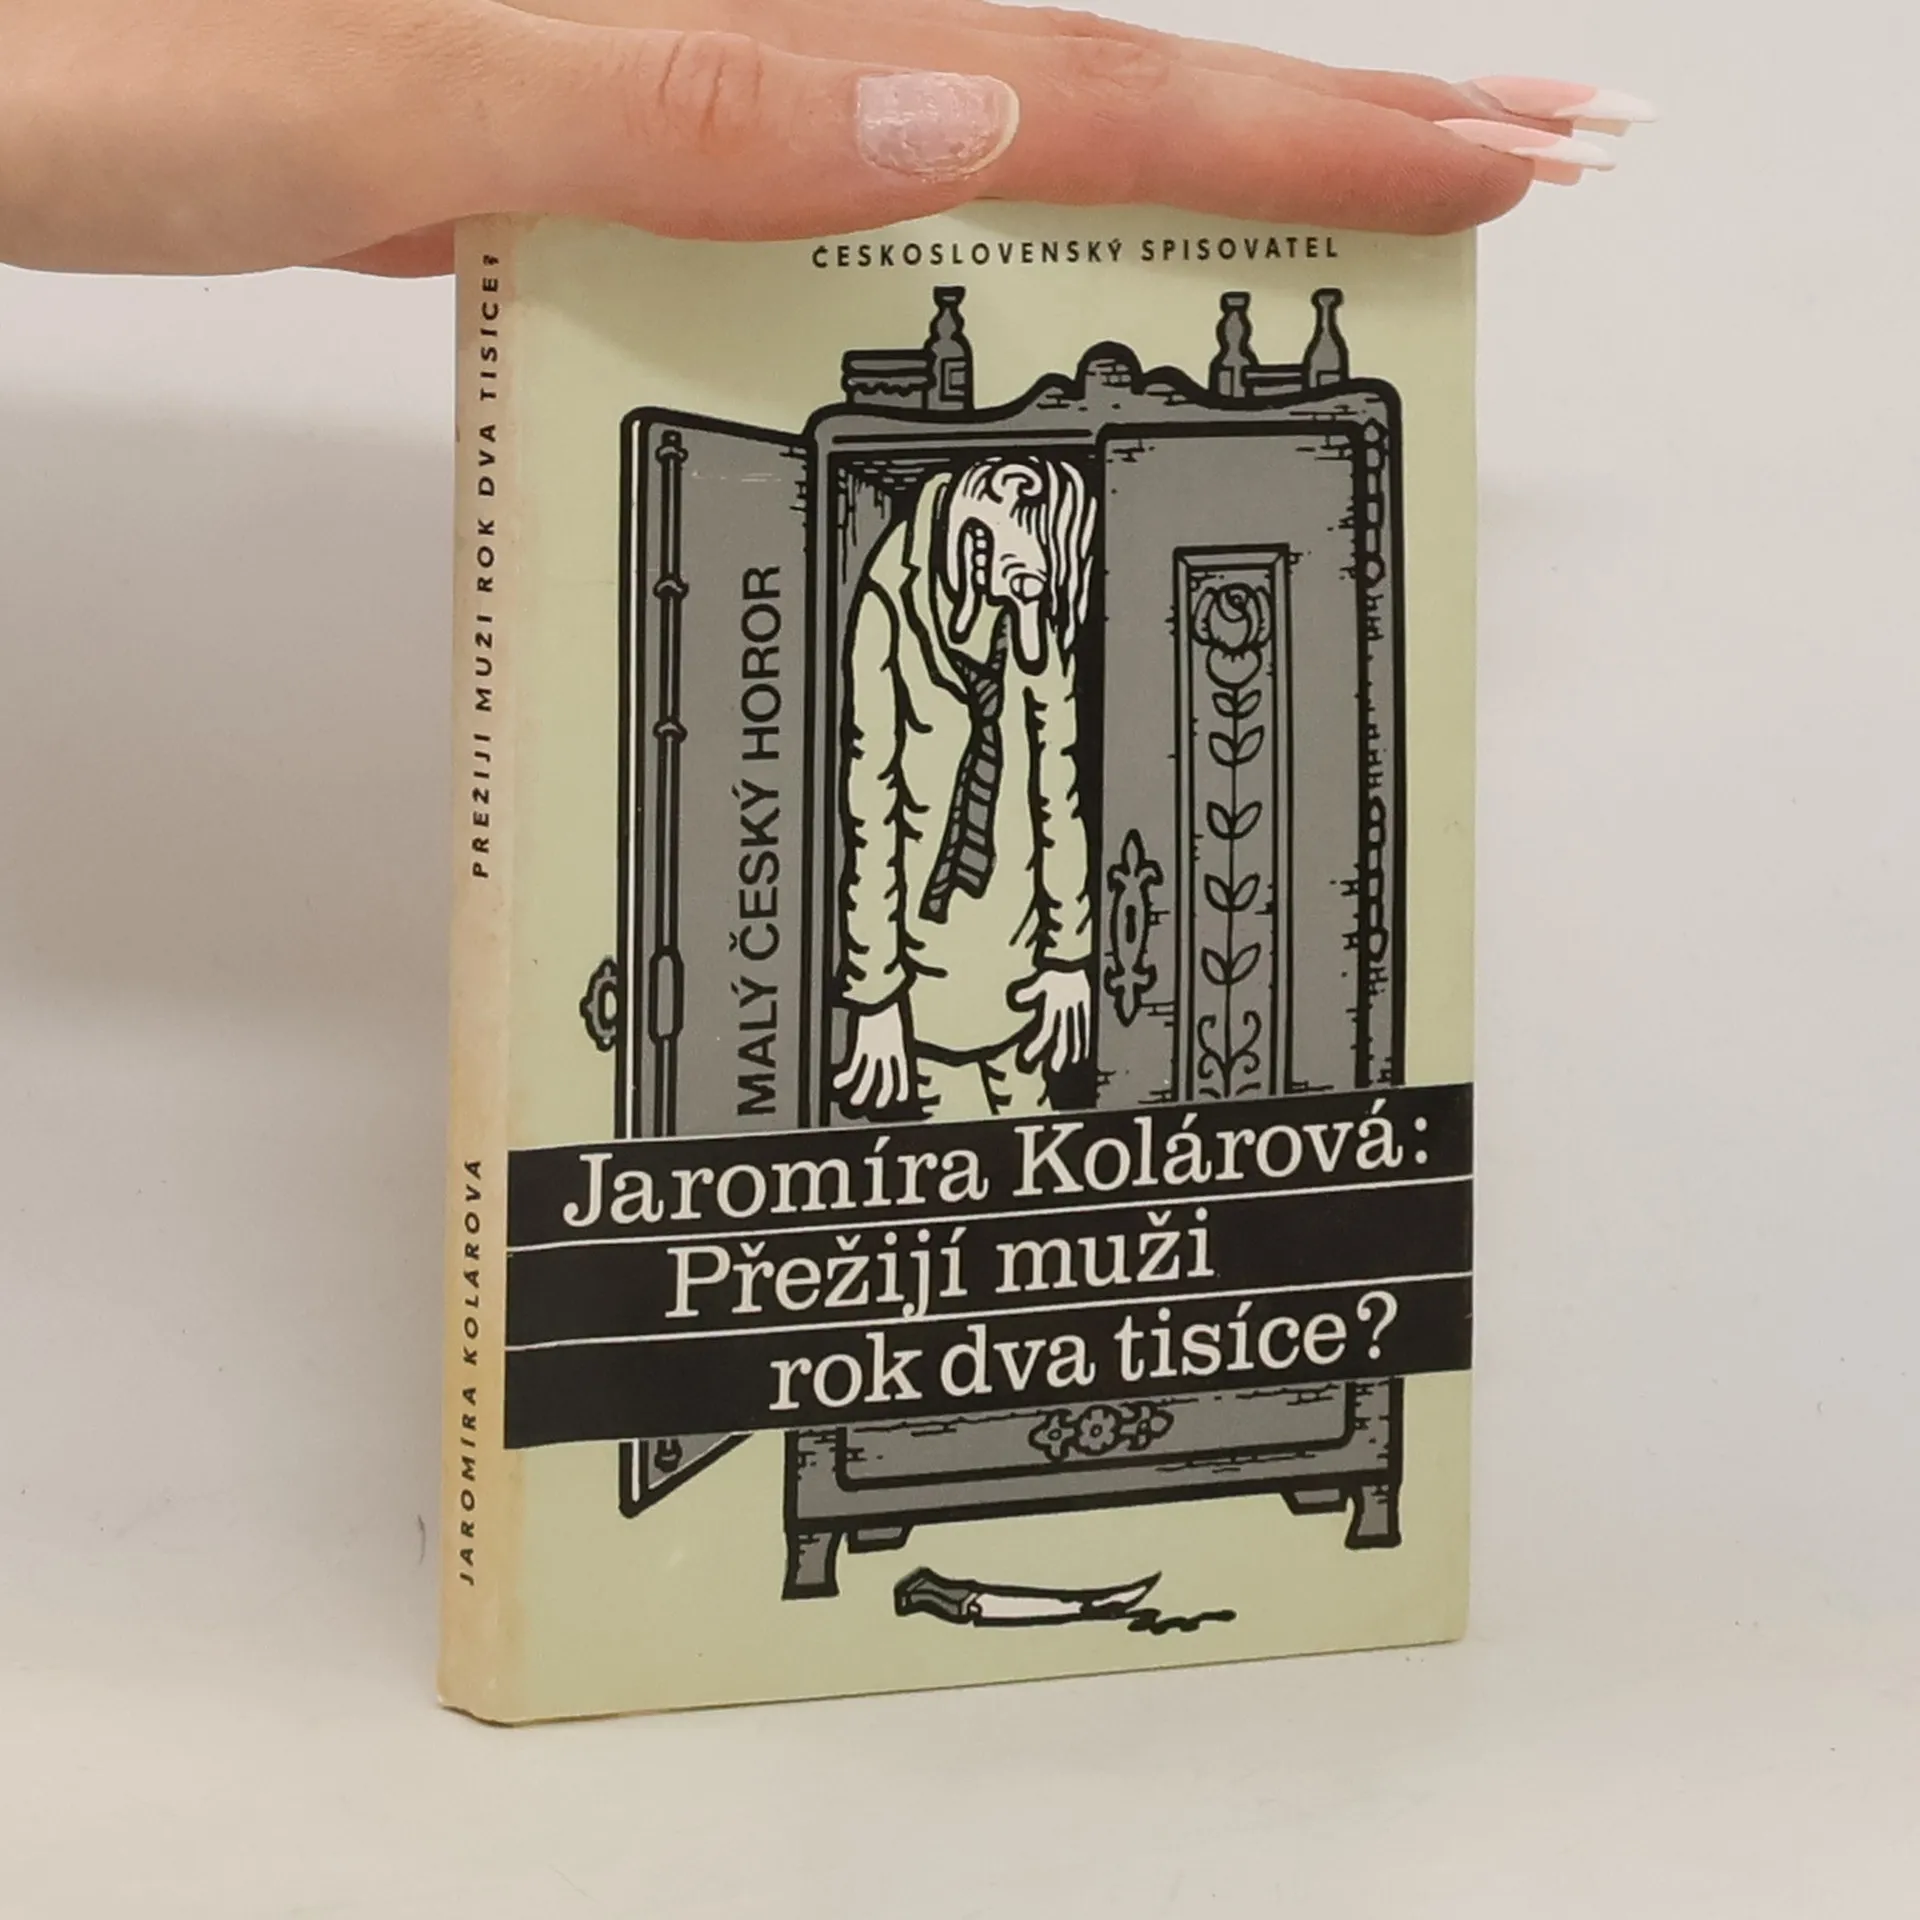 ČESKOSLOVENSKÝ SPISOVATEL
MALÝ ČESKÝ HOROR
Jaromíra Kolárová:
Přežijí muži
rok dva tisíce?
JAROMÍRA KOLÁROVÁ
PŘEŽIJÍ MUŽI ROK DVA TISÍCE?